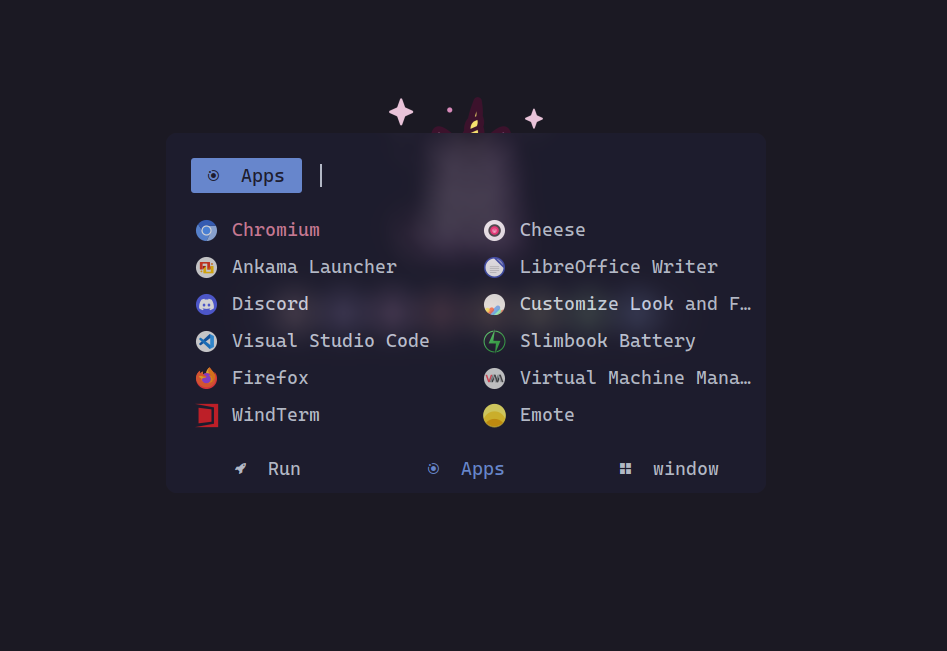 Apps
Chromium
Cheese
Ankama Launcher
LibreOffice Writer
Discord
Customize Look and F…
Visual Studio Code
Slimbook Battery
Firefox
Virtual Machine Mana…
WindTerm
Emote
Run
Apps
window